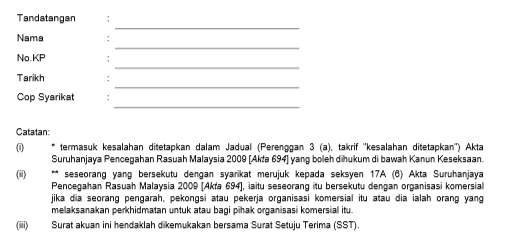 Tandatangan :
Nama :
No.KP :
Tarikh :
Cop Syarikat :
Catatan:
(i) * termasuk kesalahan ditetapkan dalam Jadual (Perenggan 3 (a), takrif "kesalahan ditetapkan") Akta
Suruhanjaya Pencegahan Rasuah Malaysia 2009 [Akta 694] yang boleh dihukum di bawah Kanun Keseksaan.
(ii) ** seseorang yang bersekutu dengan syarikat merujuk kepada seksyen 17A (6) Akta Suruhanjaya
Pencegahan Rasuah Malaysia 2009 [Akta 694], iaitu seseorang itu bersekutu dengan organisasi komersial
jika dia seorang pengarah, pekongsi atau pekerja organisasi komersial itu atau dia ialah orang yang
melaksanakan perkhidmatan untuk atau bagi pihak organisasi komersial itu.
(iii) Surat akuan ini hendaklah dikemukakan bersama Surat Setuju Terima (SST).